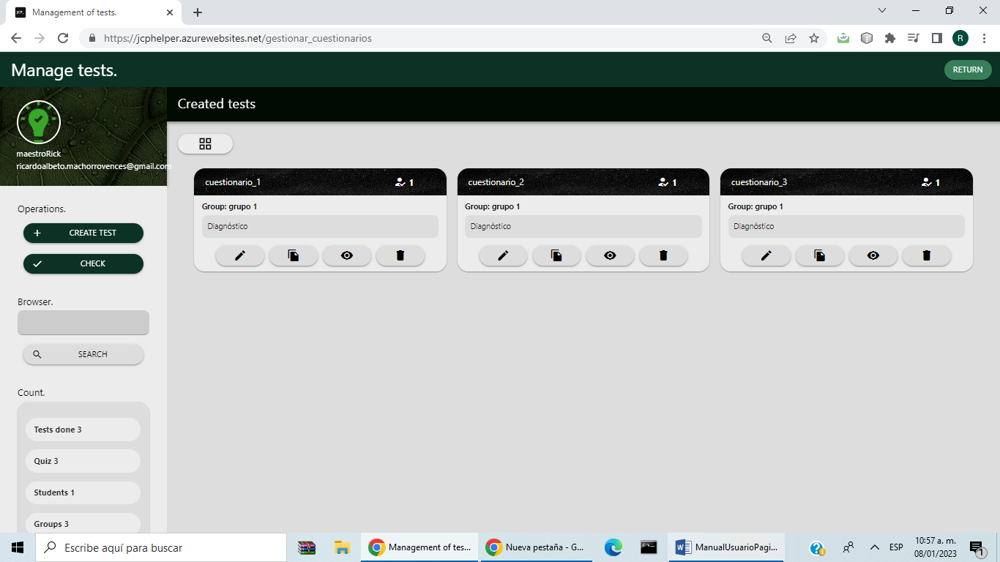 Management of tests.
https://jcphelper.azurewebsites.net/gestionar_cuestionarios
R
Manage tests.
RETURN
maestroRick
ricardoalbeto.machorrovences@gmail.com
Created tests
Operations.
CREATE TEST
CHECK
Browser.
SEARCH
Count.
Tests done 3
Quiz 3
Students 1
Groups 3
cuestionario_1 1
Group: grupo 1
Diagnóstico
cuestionario_2 1
Group: grupo 1
Diagnóstico
cuestionario_3 1
Group: grupo 1
Diagnóstico
Escribe aquí para buscar
Management of tes...
Nueva pestaña - G...
ManualUsuarioPagi...
ESP
10:57 a. m.
08/01/2023
1